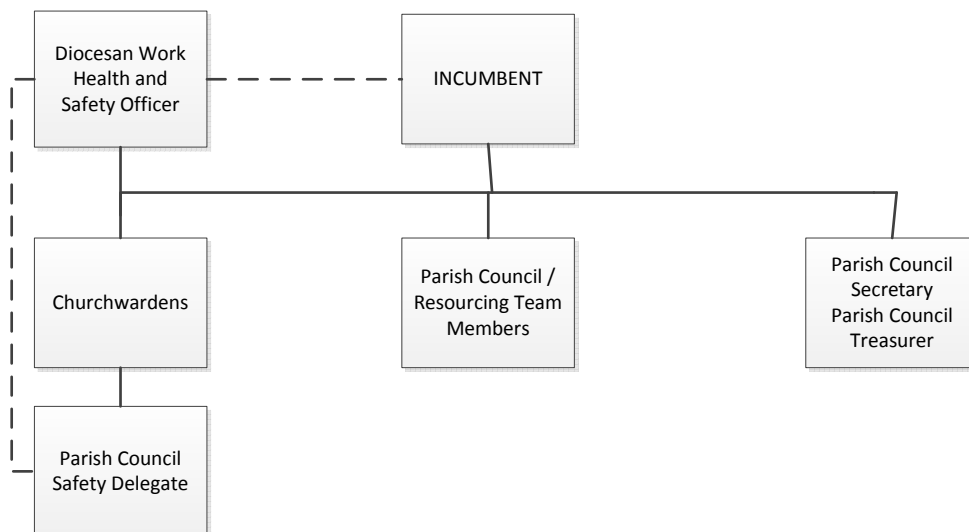 Diocesan Work
Health and
Safety Officer
INCUMBENT
Churchwardens
Parish Council /
Resourcing Team
Members
Parish Council
Secretary
Parish Council
Treasurer
Parish Council
Safety Delegate